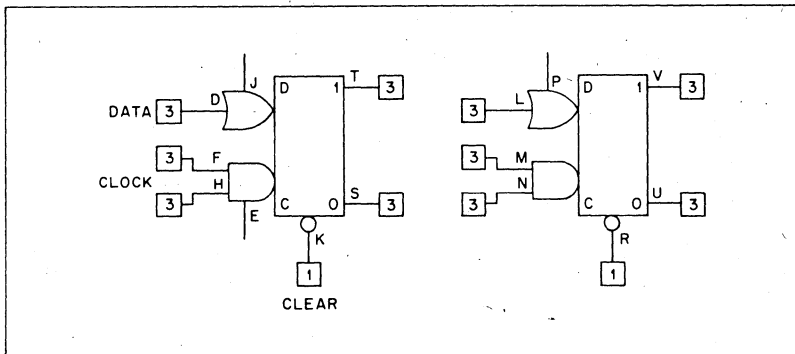 J T P V
D 1 D 1
DATA 3 D 3 3 L 3
3 F 3 M
CLOCK H N
3 C 0 S 3 3 C 0 U 3
E
K R
1 1
CLEAR